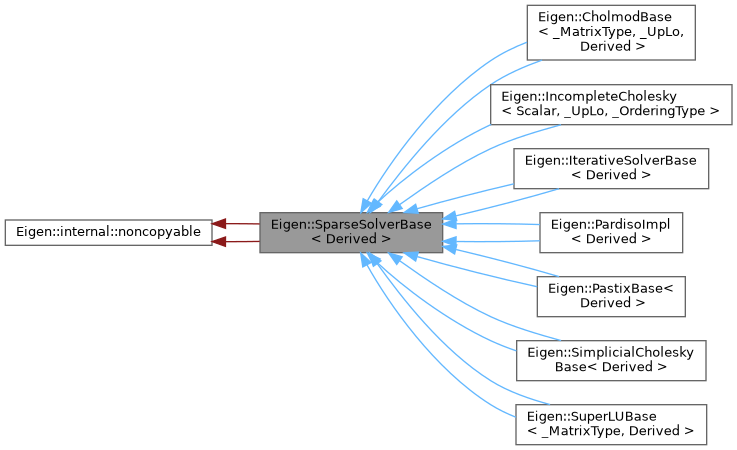 Eigen::CholmodBase
< _MatrixType, _UpLo,
Derived >
Eigen::IncompleteCholesky
< Scalar, _UpLo, _OrderingType >
Eigen::IterativeSolverBase
< Derived >
Eigen::internal::noncopyable
Eigen::SparseSolverBase
< Derived >
Eigen::PardisoImpl
< Derived >
Eigen::PastixBase<
Derived >
Eigen::SimplicialCholesky
Base< Derived >
Eigen::SuperLUBase
< _MatrixType, Derived >